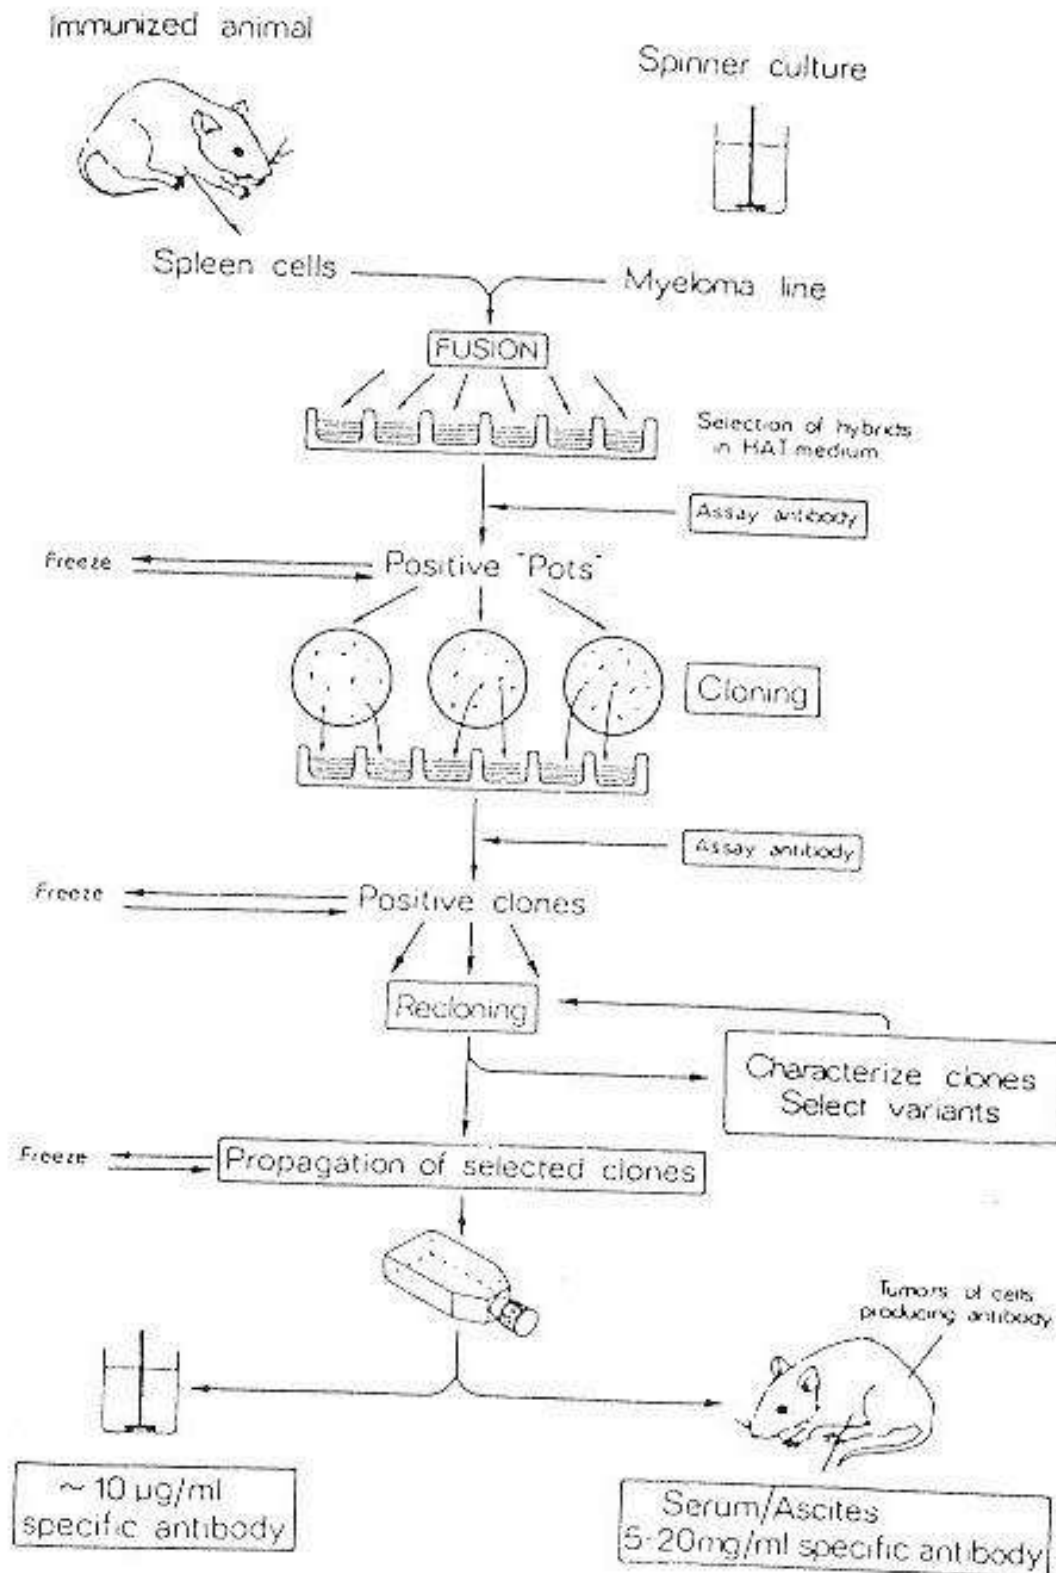 Immunized animal
Spinner culture
Spleen cells
Myeloma line
FUSION
Selection of hybrids
in HAT medium
Assay antibody
Freeze
Positive "Pots"
Cloning
Assay antibody
Freeze
Positive clones
Recloning
Characterize clones
Select variants
Freeze
Propagation of selected clones
Tumors of cells
producing antibody
~ 10 µg/ml
specific antibody
Serum/Ascites
5-20mg/ml specific antibody